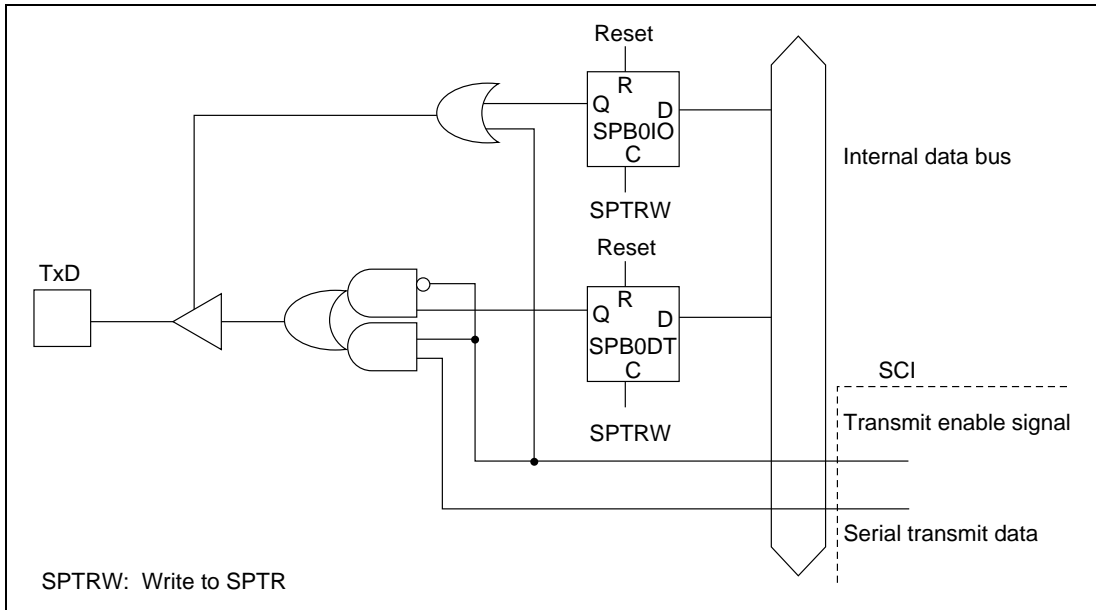 Reset
R
Q
D
SPB0IO
C
Internal data bus
SPTRW
Reset
TxD
R
Q
D
SPB0DT
C
SCI
Transmit enable signal
SPTRW
Serial transmit data
SPTRW: Write to SPTR